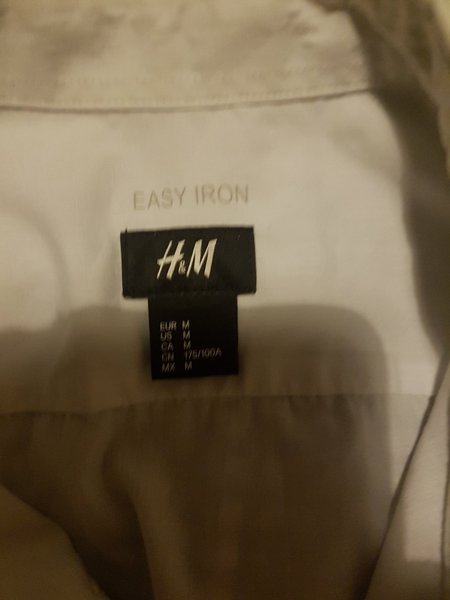 EASY IRON
H&M
EUR M
US M
CA M
CN 175/100A
MX M